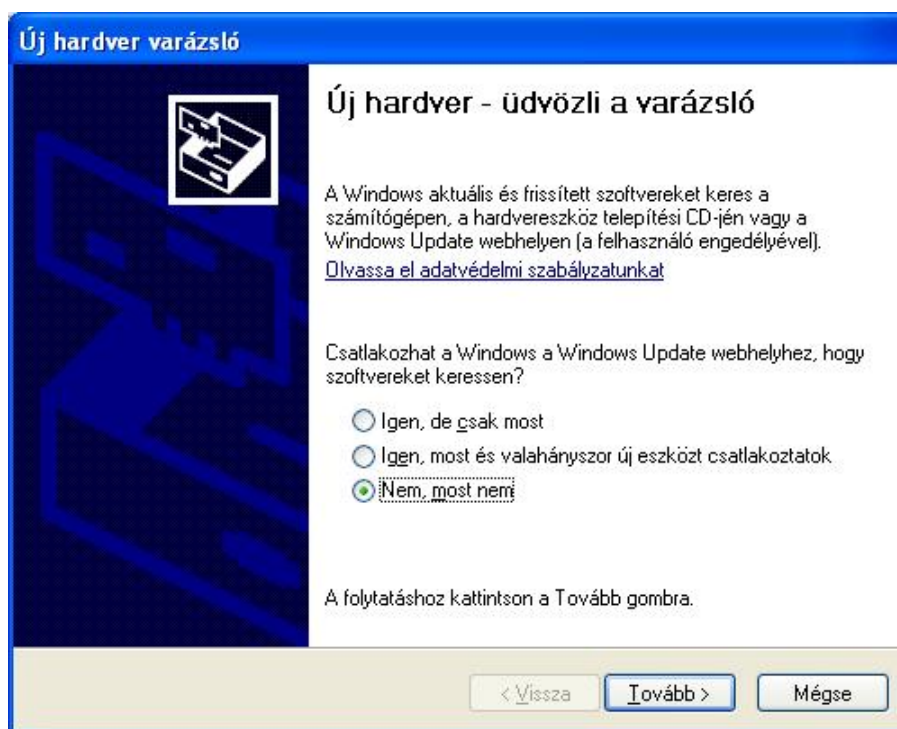 Új hardver varázsló
Új hardver - üdvözli a varázsló
A Windows aktuális és frissített szoftvereket keres a
számítógépen, a hardvereszköz telepítési CD-jén vagy a
Windows Update webhelyen (a felhasználó engedélyével).
Olvassa el adatvédelmi szabályzatunkat
Csatlakozhat a Windows a Windows Update webhelyhez, hogy
szoftvereket keressen?
Igen, de csak most
Igen, most és valahányszor új eszközt csatlakoztatok
Nem, most nem
A folytatáshoz kattintson a Tovább gombra.
< Vissza Tovább > Mégse